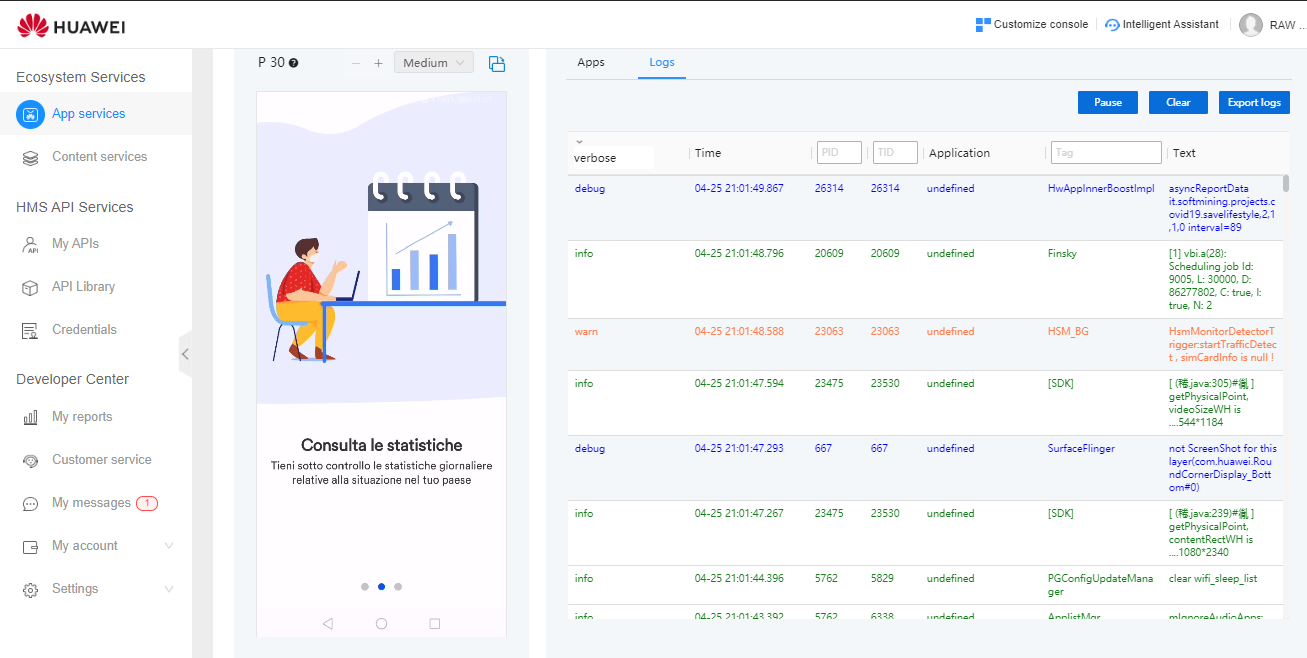 HUAWEI
Customize console
Intelligent Assistant
RAW ...
Ecosystem Services
App services
Content services
HMS API Services
My APIs
API Library
Credentials
Developer Center
My reports
Customer service
My messages 1
My account
Settings
P 30
Medium
Consulta le statistiche
Tieni sotto controllo le statistiche giornaliere
relative alla situazione nel tuo paese
Apps
Logs
Pause
Clear
Export logs
verbose
Time
PID
TID
Application
Tag
Text
debug 04-25 21:01:49.867 26314 26314 undefined HwAppInnerBoostImpl asyncReportData
it.softmining.projects.c
ovid19.savelifestyle,2,1
,1,0 interval=89
info 04-25 21:01:48.796 20609 20609 undefined Finsky [1] vbi.a(28):
Scheduling job Id:
9005, L: 30000, D:
86277802, C: true, I:
true, N: 2
warn 04-25 21:01:48.588 23063 23063 undefined HSM_BG HsmMonitorDetectorT
rigger:startTrafficDetec
t , simCardInfo is null !
info 04-25 21:01:47.594 23475 23530 undefined [SDK] .java:305)#
getPhysicalPoint,
videoSizeWH is
....544*1184
debug 04-25 21:01:47.293 667 667 undefined SurfaceFlinger not ScreenShot for this
layer(com.huawei.Rou
ndCornerDisplay_Bott
om#0)
info 04-25 21:01:47.267 23475 23530 undefined [SDK] .java:239)#
getPhysicalPoint,
contentRectWH is
....1080*2340
info 04-25 21:01:44.396 5762 5829 undefined PGConfigUpdateMana
ger
clear wifi_sleep_list
info 04-25 21:01:43.392 5762 6338 undefined ApplistMgr mIgnoreAudioApps: